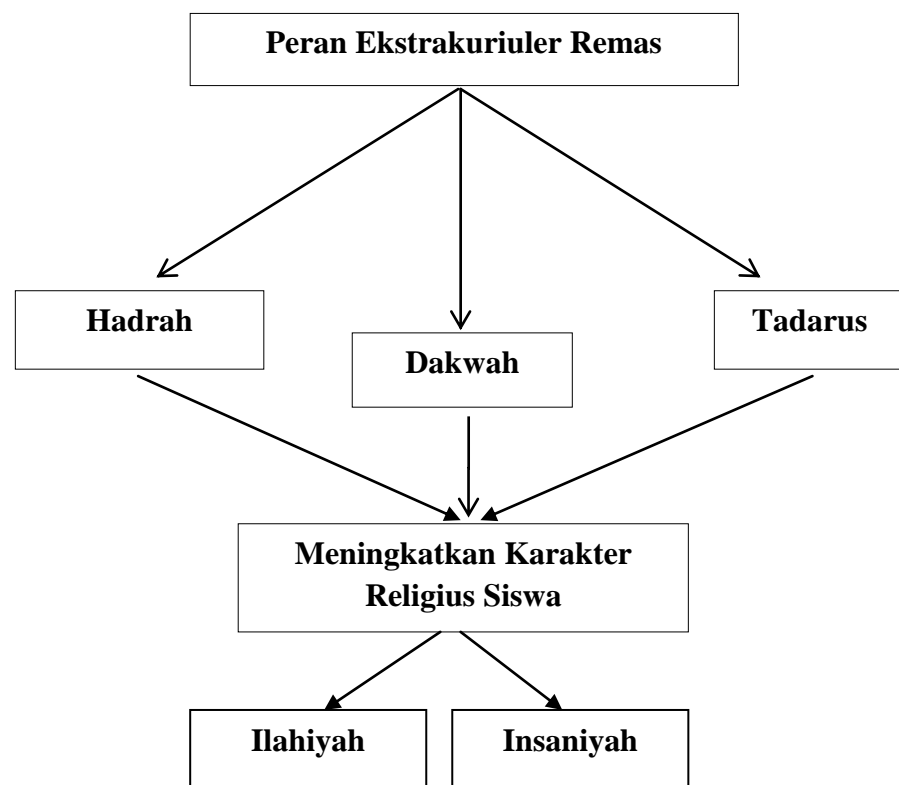 Peran Ekstrakuriuler Remas
Hadrah
Dakwah
Tadarus
Meningkatkan Karakter
Religius Siswa
Ilahiyah
Insaniyah